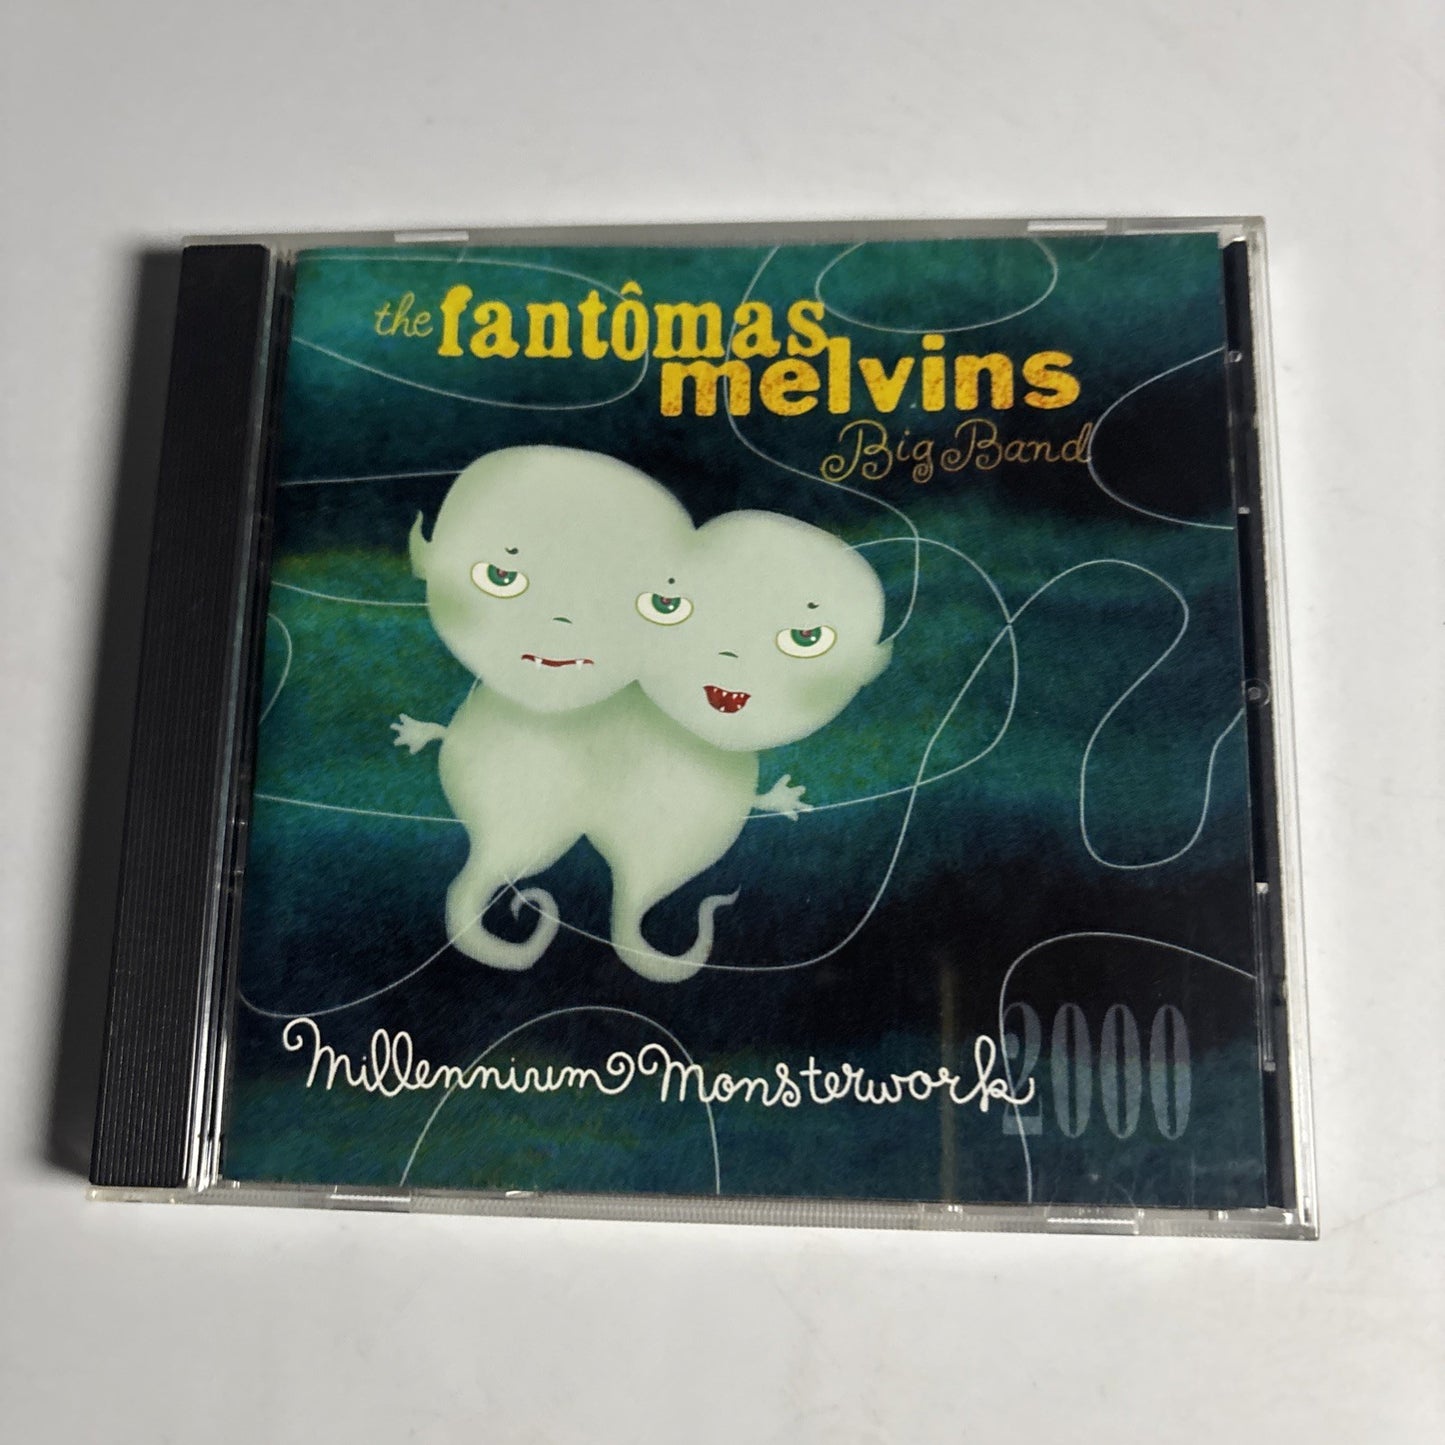 the fantômas
melvins
Big Band
Millennium Monsterwork 2000